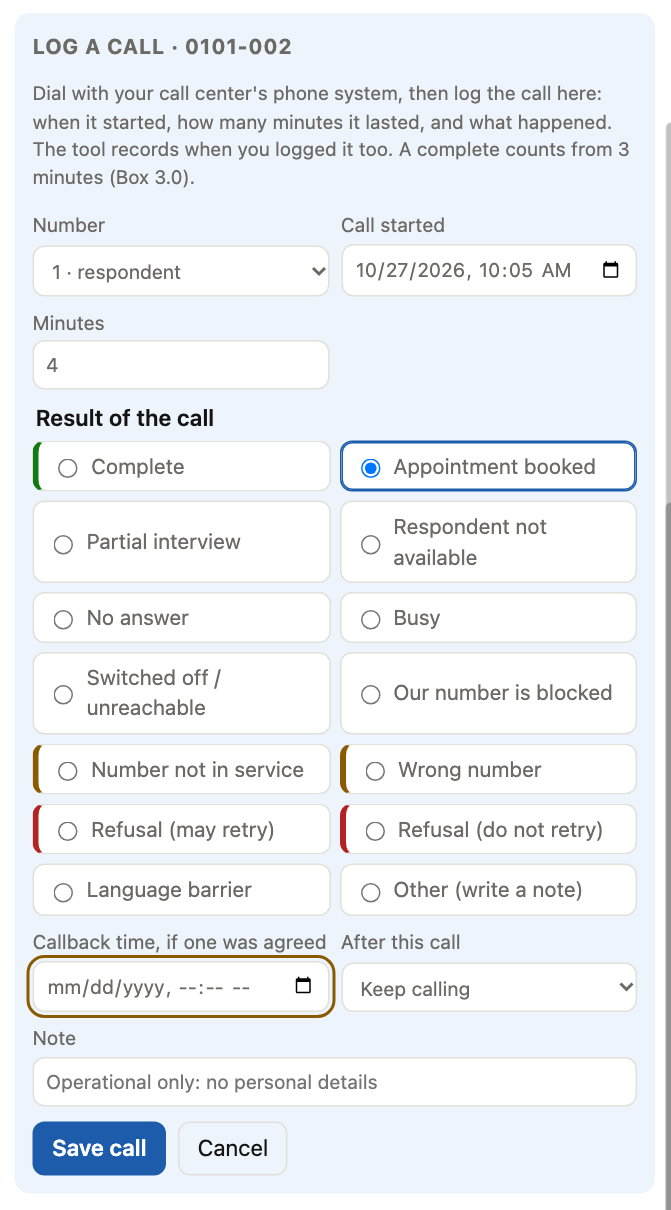 LOG A CALL · 0101-002
Dial with your call center's phone system, then log the call here:
when it started, how many minutes it lasted, and what happened.
The tool records when you logged it too. A complete counts from 3
minutes (Box 3.0).
Number
Call started
1 · respondent
10/27/2026, 10:05 AM
Minutes
4
Result of the call
Complete
Appointment booked
Partial interview
Respondent not
available
No answer
Busy
Switched off /
unreachable
Our number is blocked
Number not in service
Wrong number
Refusal (may retry)
Refusal (do not retry)
Language barrier
Other (write a note)
Callback time, if one was agreed
After this call
mm/dd/yyyy, --:-- --
Keep calling
Note
Operational only: no personal details
Save call
Cancel